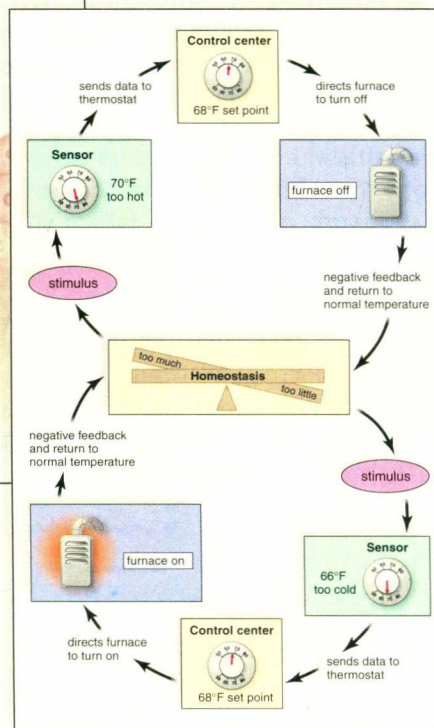 Control center
68°F set point
sends data to
thermostat
directs furnace
to turn off
Sensor
70°F
too hot
furnace off
stimulus
negative feedback
and return to
normal temperature
too much
Homeostasis
too little
negative feedback
and return to
normal temperature
stimulus
furnace on
Sensor
66°F
too cold
directs furnace
to turn on
Control center
68°F set point
sends data to
thermostat